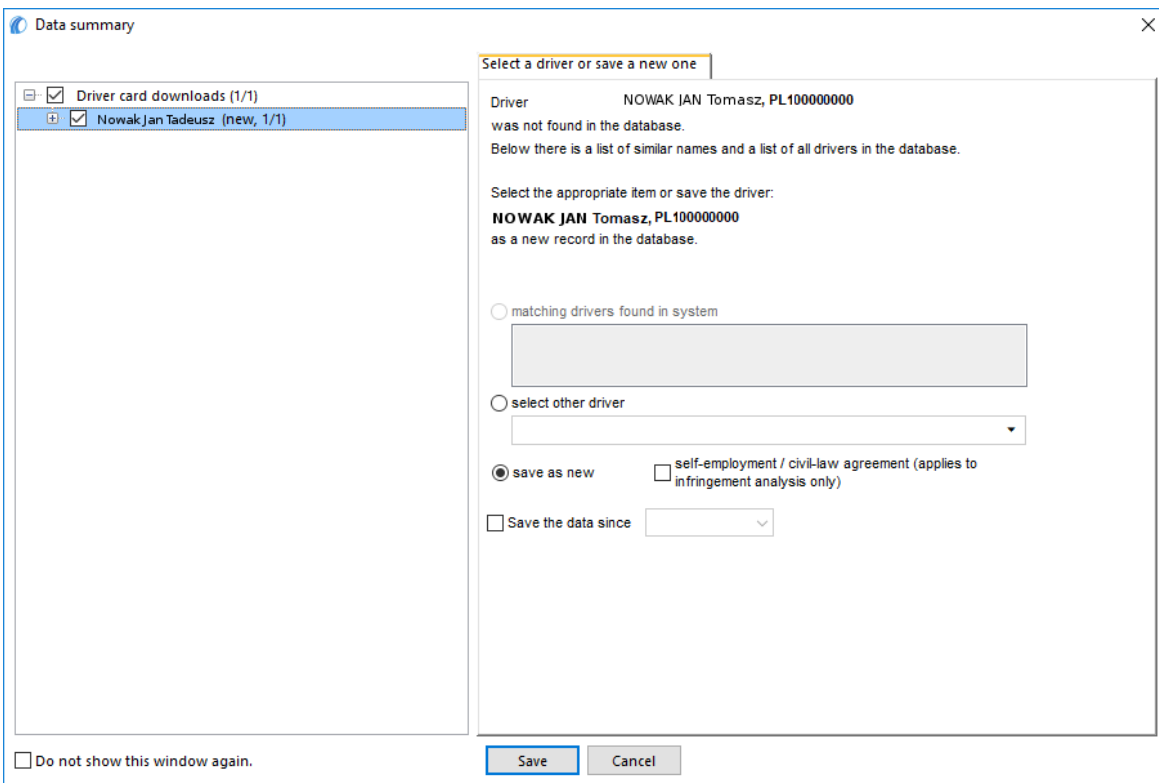 Data summary
Driver card downloads (1/1)
Nowak Jan Tadeusz (new, 1/1)
Select a driver or save a new one
Driver NOWAK JAN Tomasz, PL100000000
was not found in the database.
Below there is a list of similar names and a list of all drivers in the database.
Select the appropriate item or save the driver:
NOWAK JAN Tomasz, PL100000000
as a new record in the database.
matching drivers found in system
select other driver
save as new
self-employment / civil-law agreement (applies to
infringement analysis only)
Save the data since
Do not show this window again.
Save
Cancel